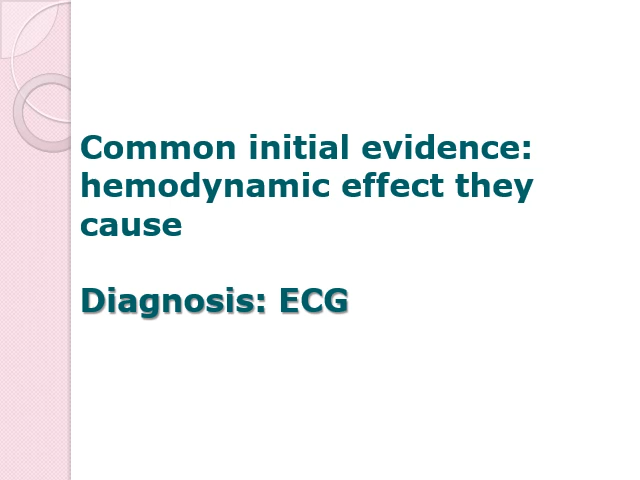 Common initial evidence:
hemodynamic effect they
cause
Diagnosis: ECG